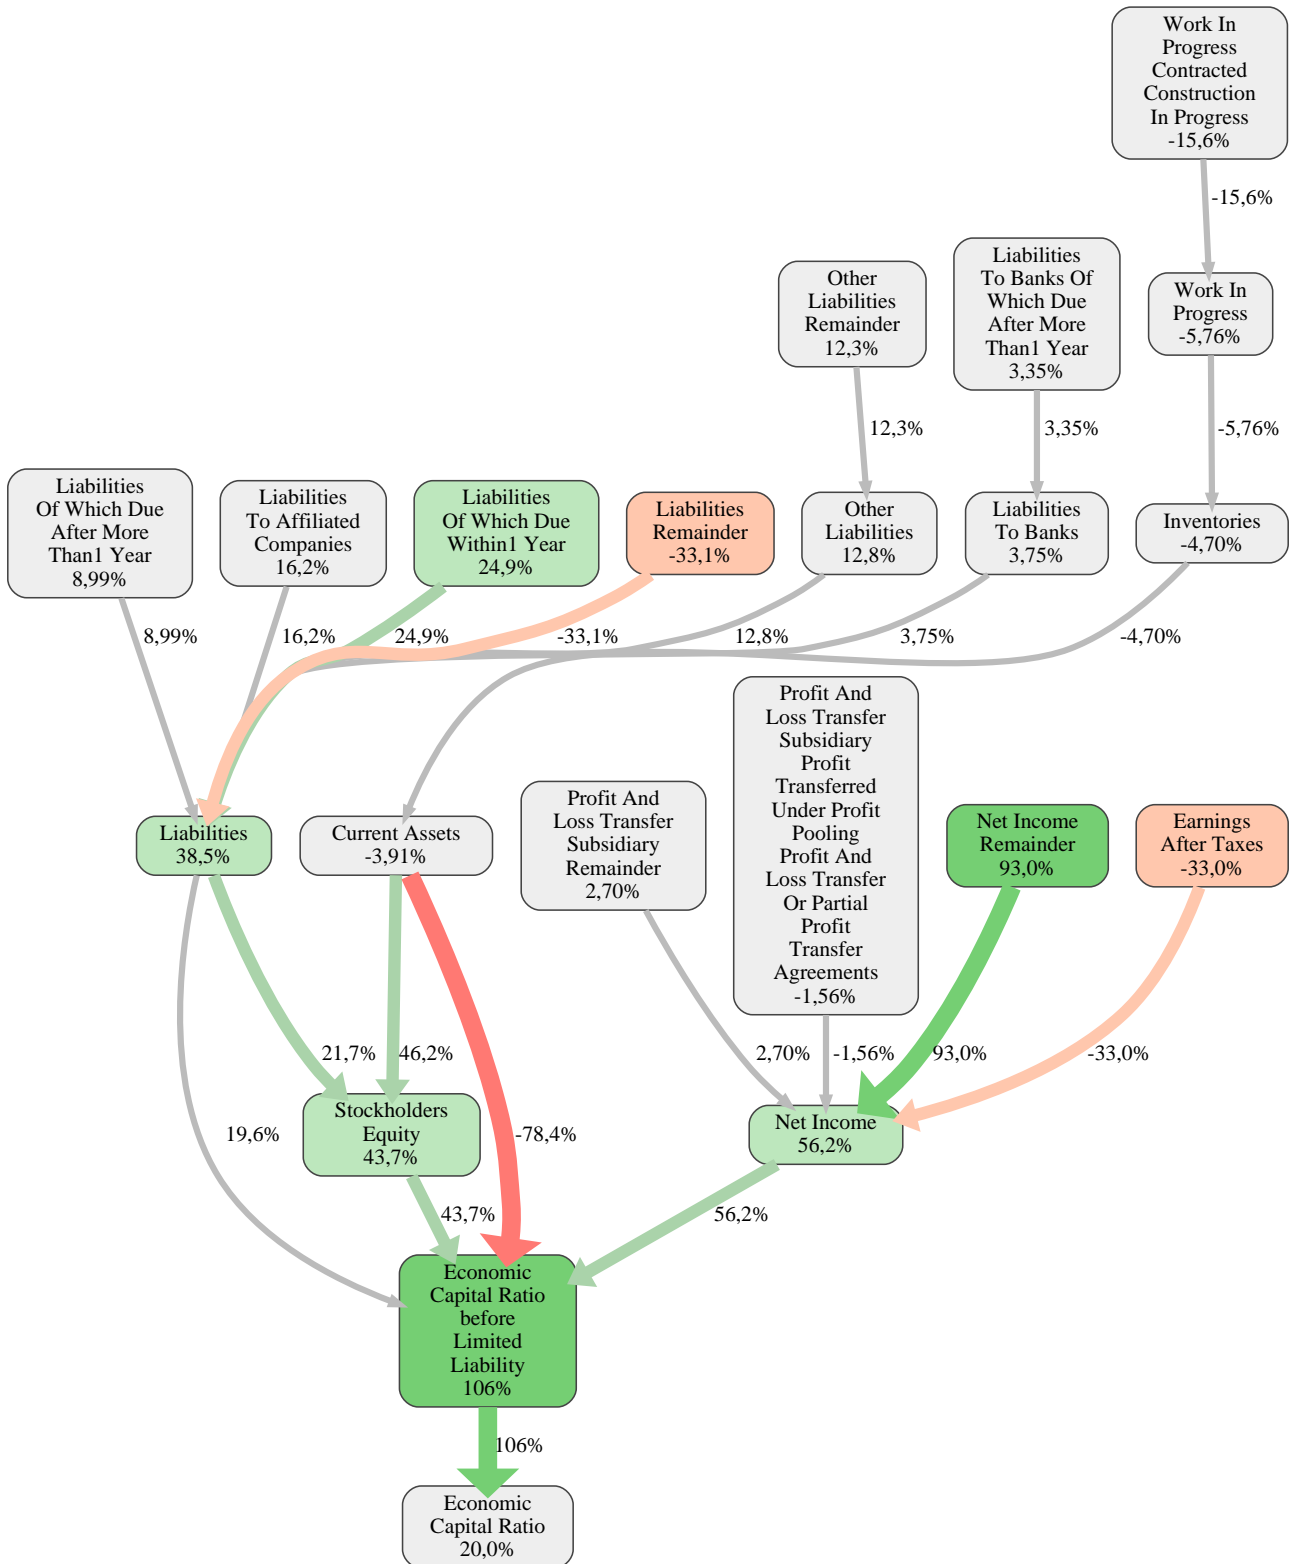 Work In
Progress
Contracted
Construction
In Progress
-15,6%
-15,6%
Liabilities
To Banks Of
Which Due
After More
Than1 Year
3,35%
Other
Liabilities
Remainder
12,3%
Work In
Progress
-5,76%
12,3%
3,35%
-5,76%
Liabilities
Of Which Due
After More
Than1 Year
8,99%
Liabilities
To Affiliated
Companies
16,2%
Liabilities
Of Which Due
Within1 Year
24,9%
Liabilities
Remainder
-33,1%
Other
Liabilities
12,8%
Liabilities
To Banks
3,75%
Inventories
-4,70%
8,99%
16,2%
24,9%
-33,1%
12,8%
3,75%
-4,70%
Liabilities
38,5%
Current Assets
-3,91%
Profit And
Loss Transfer
Subsidiary
Remainder
2,70%
Profit And
Loss Transfer
Subsidiary
Profit
Transferred
Under Profit
Pooling
Profit And
Loss Transfer
Or Partial
Profit
Transfer
Agreements
-1,56%
Net Income
Remainder
93,0%
Earnings
After Taxes
-33,0%
21,7%
46,2%
2,70%
-1,56%
93,0%
-33,0%
Stockholders
Equity
43,7%
Net Income
56,2%
19,6%
-78,4%
43,7%
56,2%
Economic
Capital Ratio
before
Limited
Liability
106%
106%
Economic
Capital Ratio
20,0%